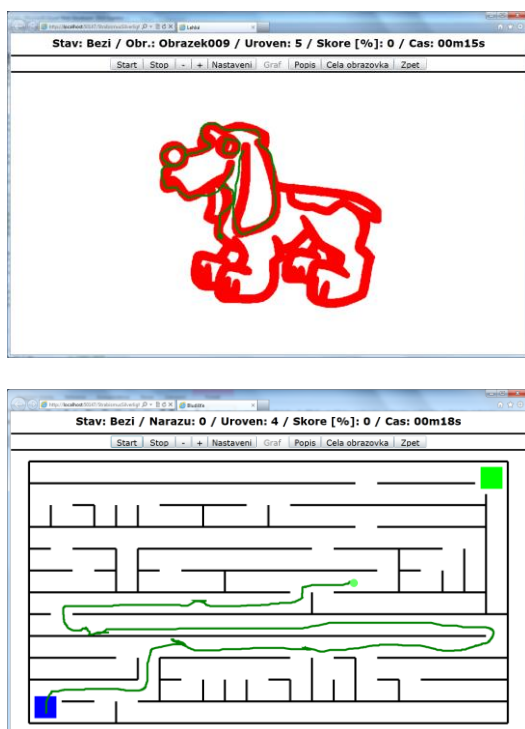 Stav: Bezi / Obr.: Obrazek009 / Uroven: 5 / Skore [%]: 0 / Cas: 00m15s
Start Stop - + Nastaveni Graf Popis Cela obrazovka Zpet
Stav: Bezi / Narazu: 0 / Uroven: 4 / Skore [%]: 0 / Cas: 00m18s
Start Stop - + Nastaveni Graf Popis Cela obrazovka Zpet